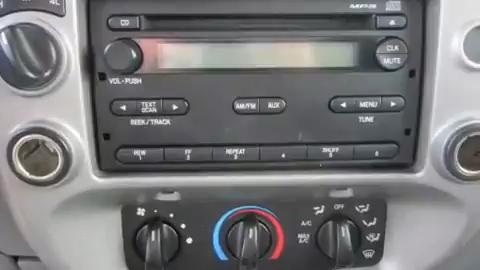 4L
MP3
CD
CLK
MUTE
VOL - PUSH
TEXT
SCAN
SEEK/TRACK
AM/FM
AUX
MENU
TUNE
REW
1
FF
2
REPEAT
3
4
SHUFF
5
6
OFF
A/C
MAX
A/C